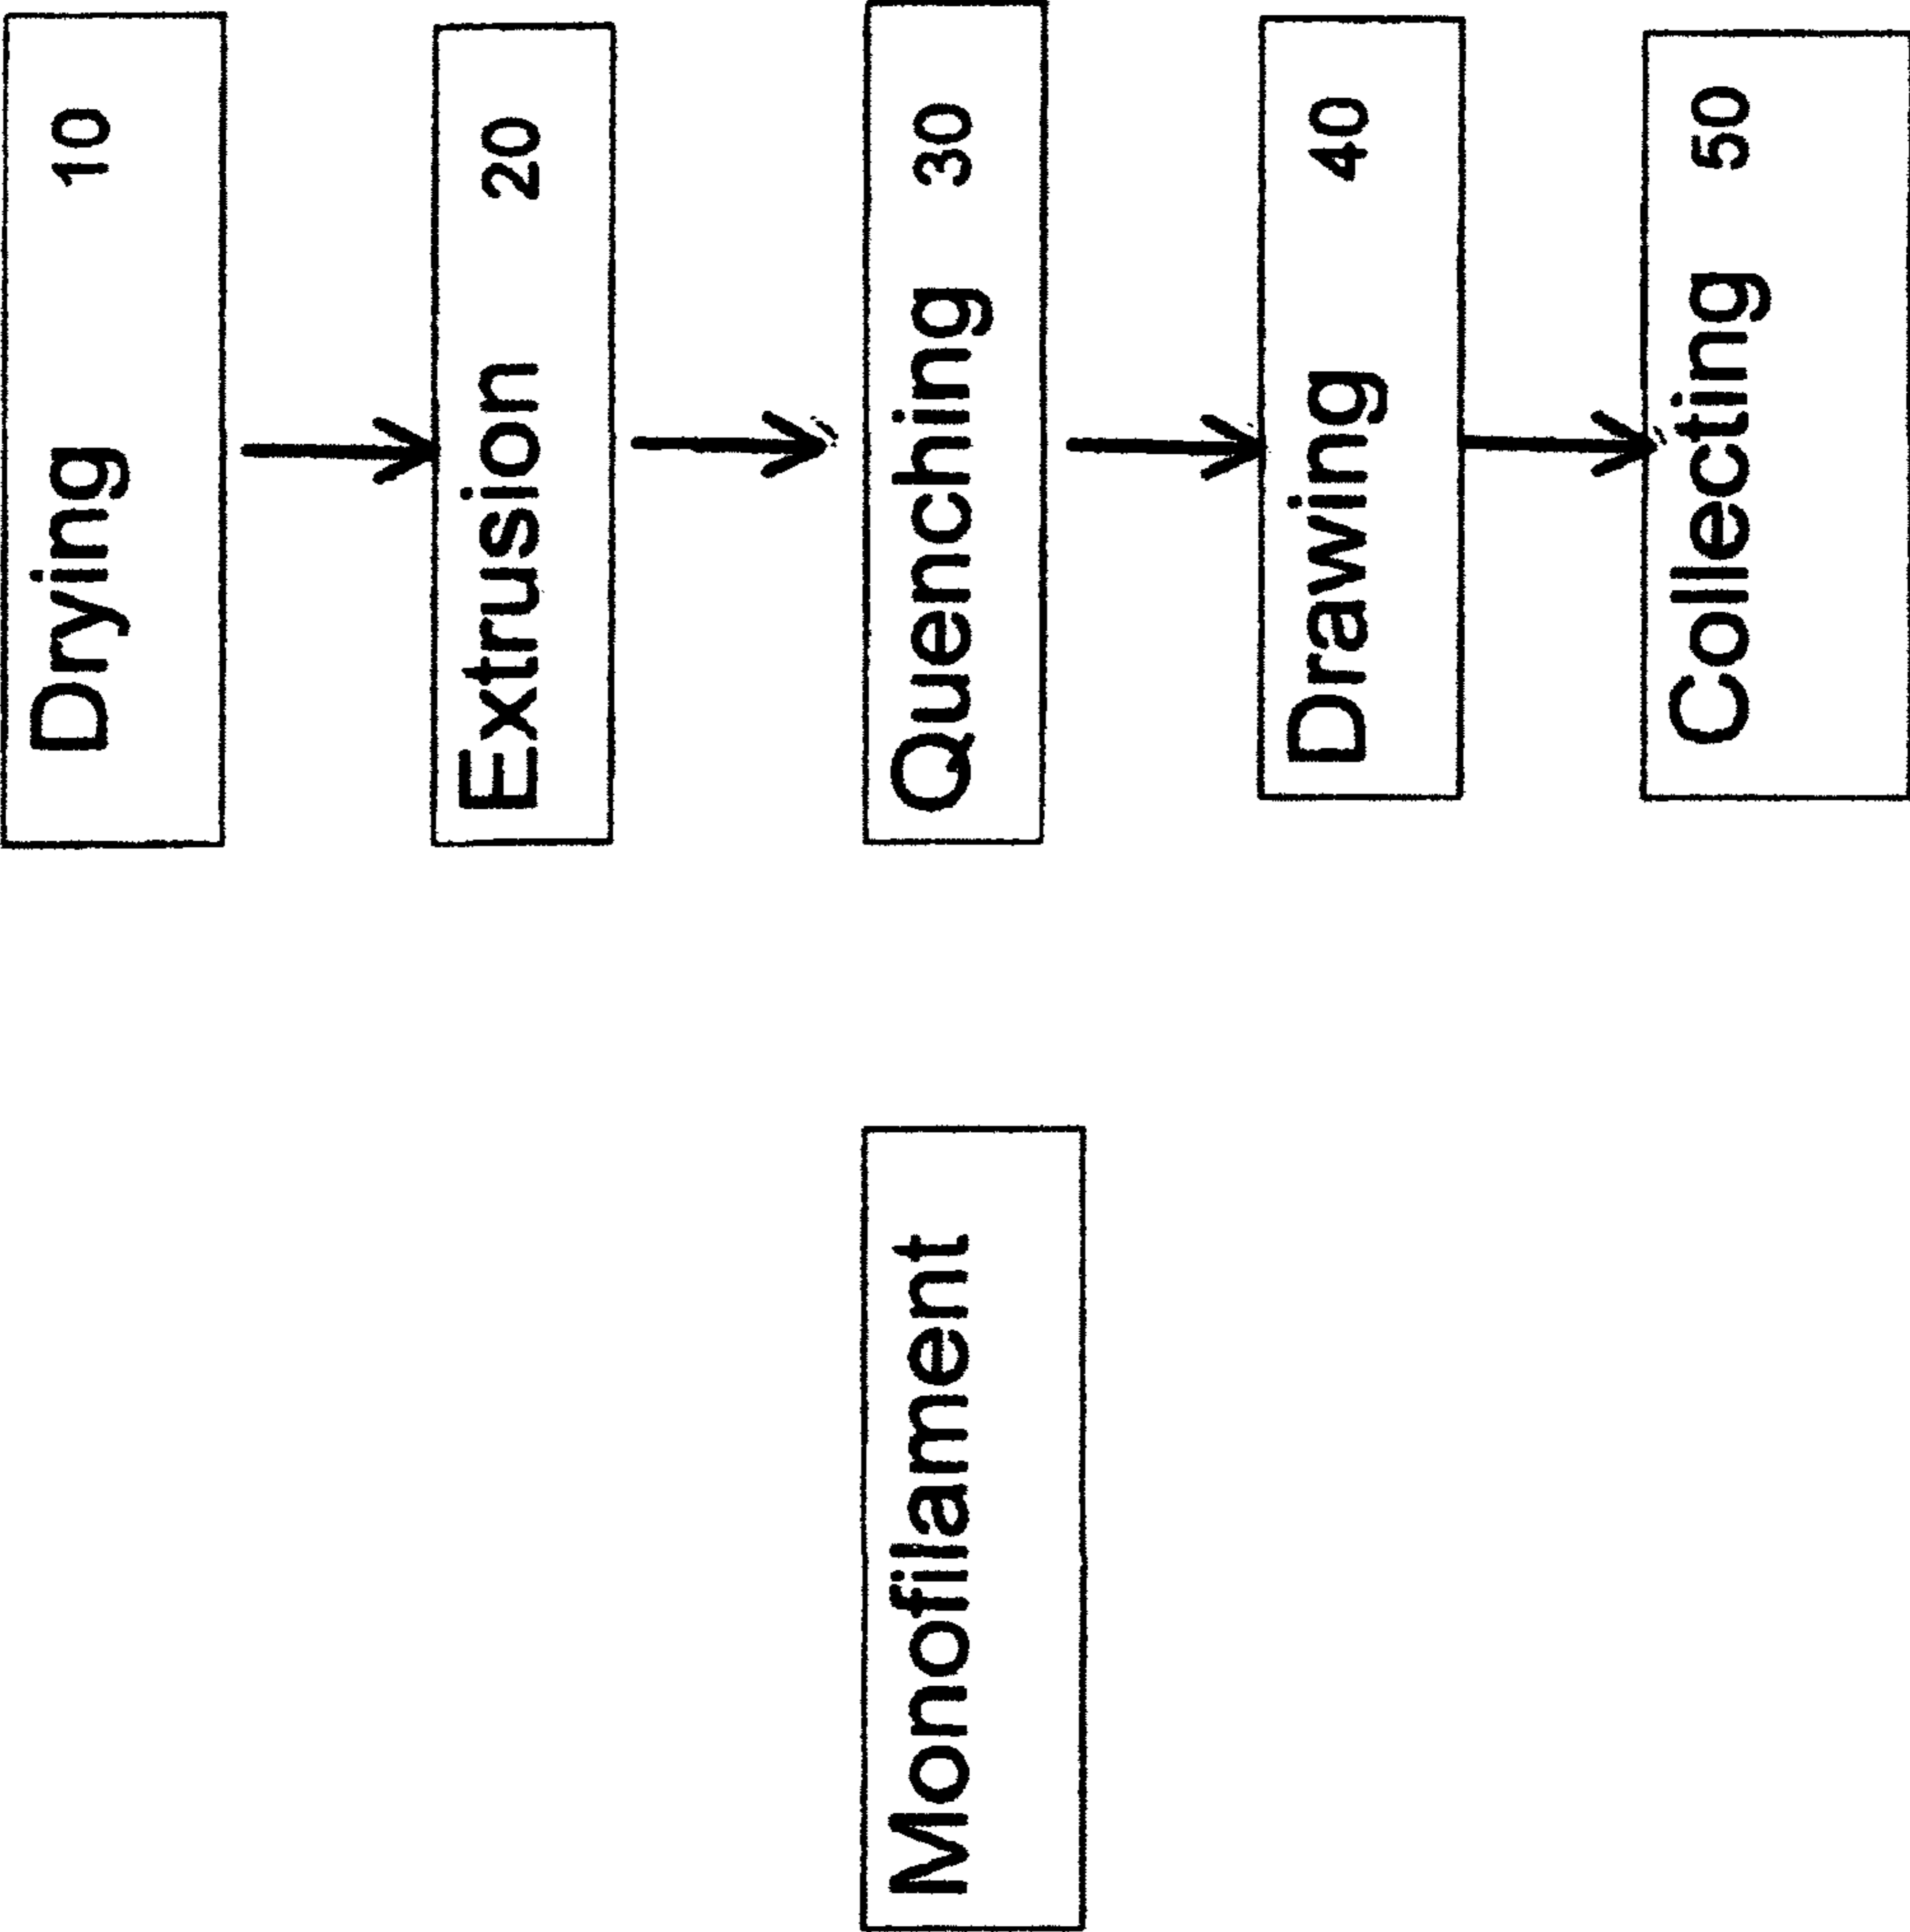 Drying 10
Extrusion 20
Monofilament
Quenching 30
Drawing 40
Collecting 50